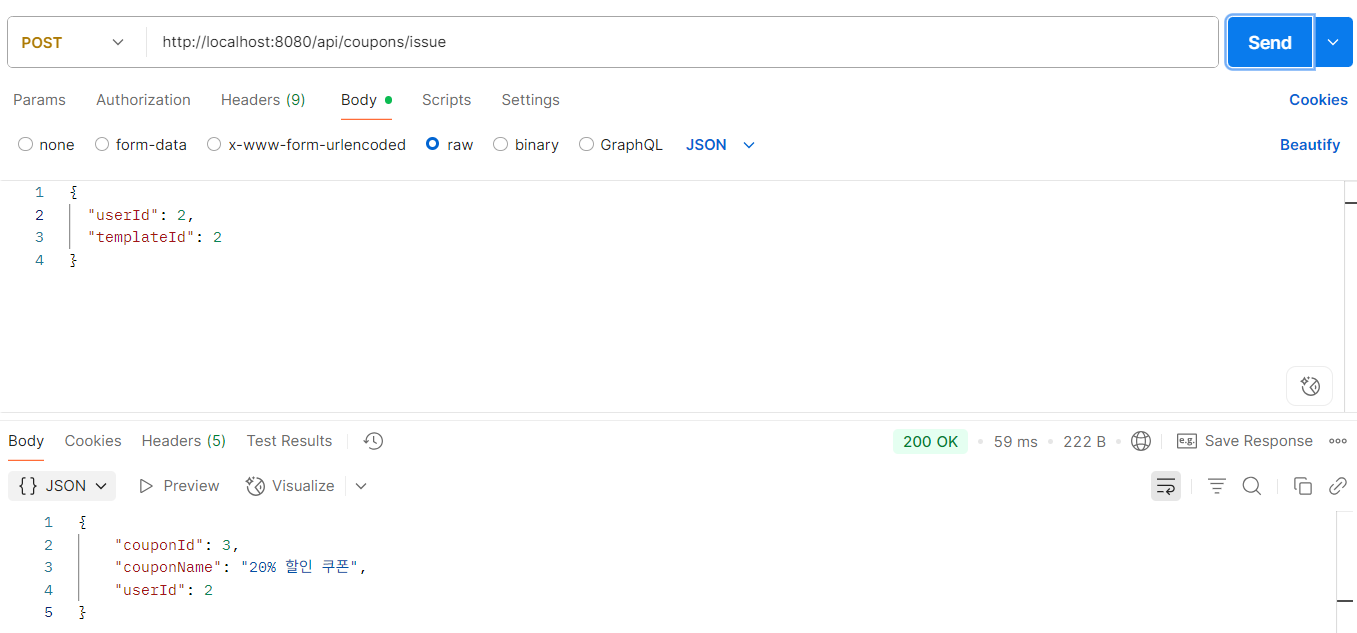 POST http://localhost:8080/api/coupons/issue Send
Params Authorization Headers (9) Body Scripts Settings Cookies
none form-data x-www-form-urlencoded raw binary GraphQL JSON Beautify
1 {
2 "userId": 2,
3 "templateId": 2
4 }
Body Cookies Headers (5) Test Results 200 OK 59 ms 222 B e.g. Save Response
{} JSON Preview Visualize
1 {
2 "couponId": 3,
3 "couponName": "20% 할인 쿠폰",
4 "userId": 2
5 }